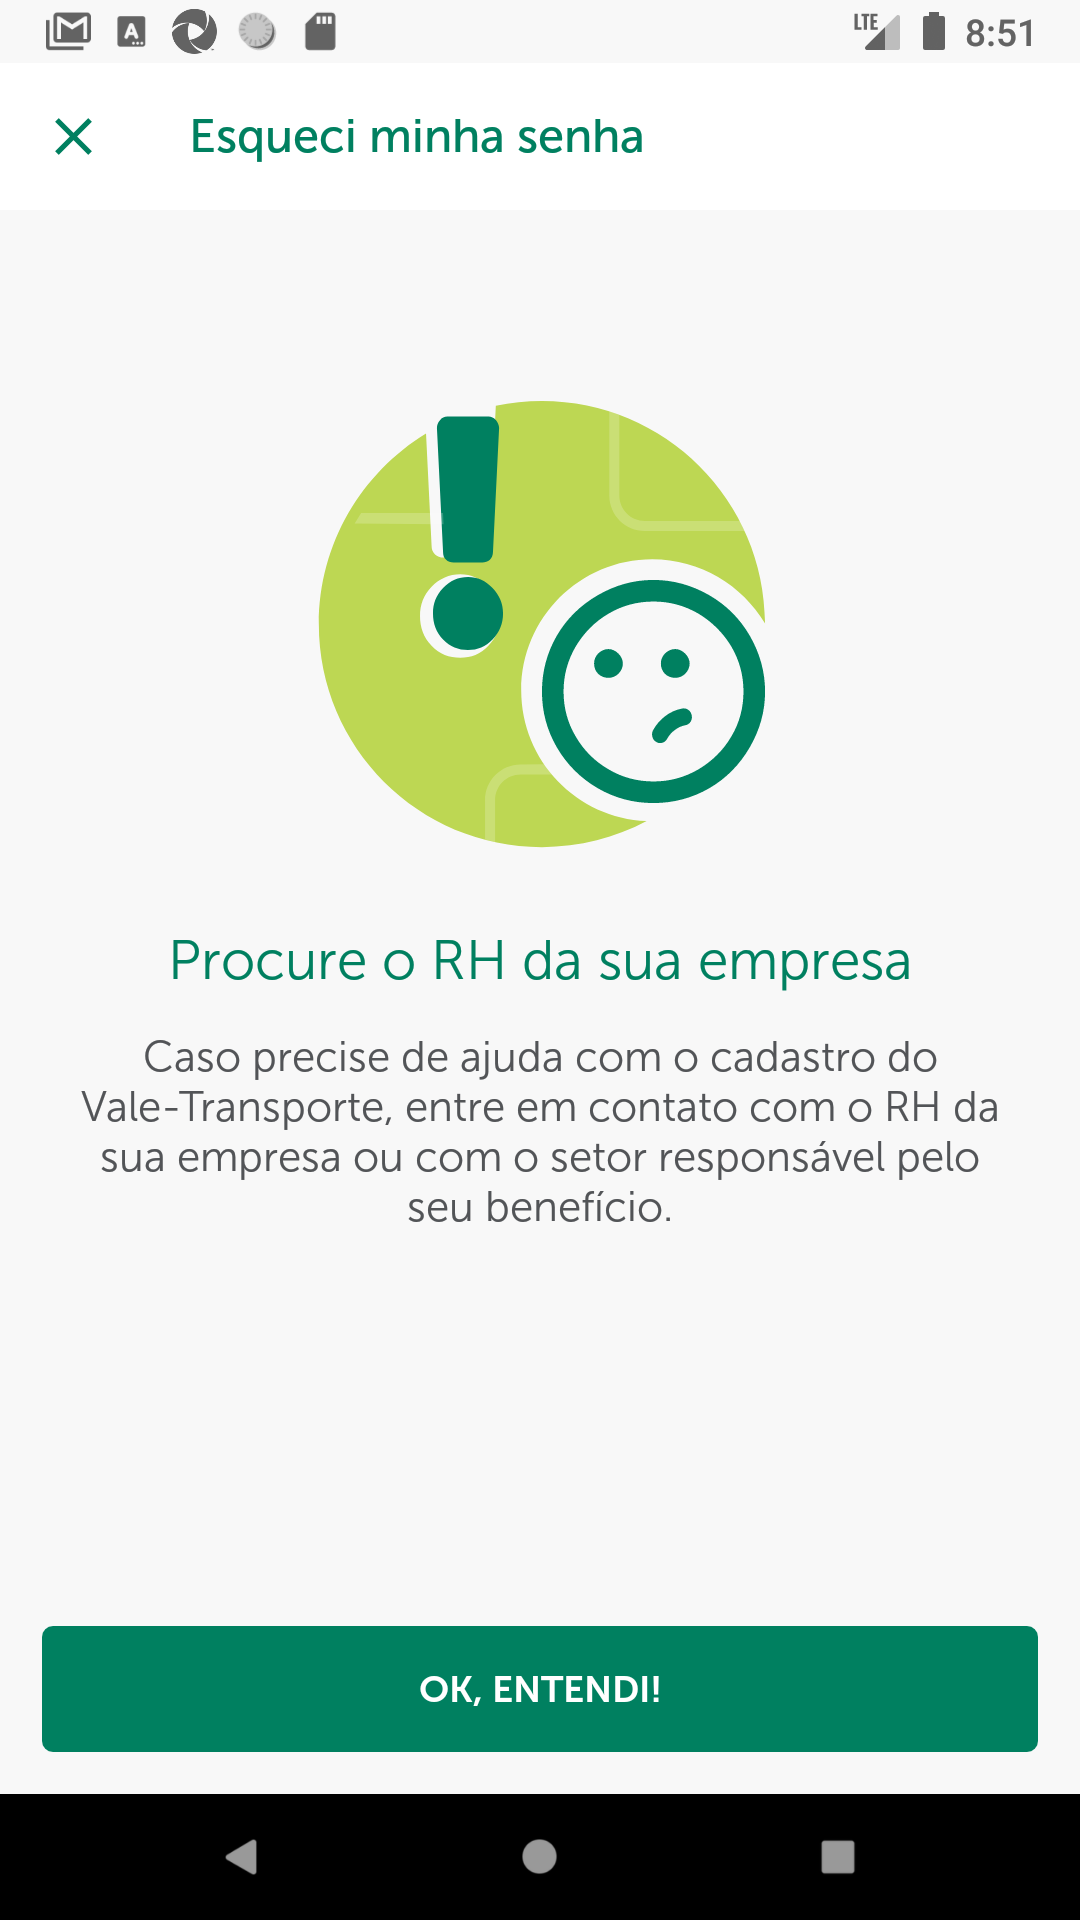 LTE 8:51
Esqueci minha senha
Procure o RH da sua empresa
Caso precise de ajuda com o cadastro do
Vale-Transporte, entre em contato com o RH da
sua empresa ou com o setor responsável pelo
seu benefício.
OK, ENTENDI!